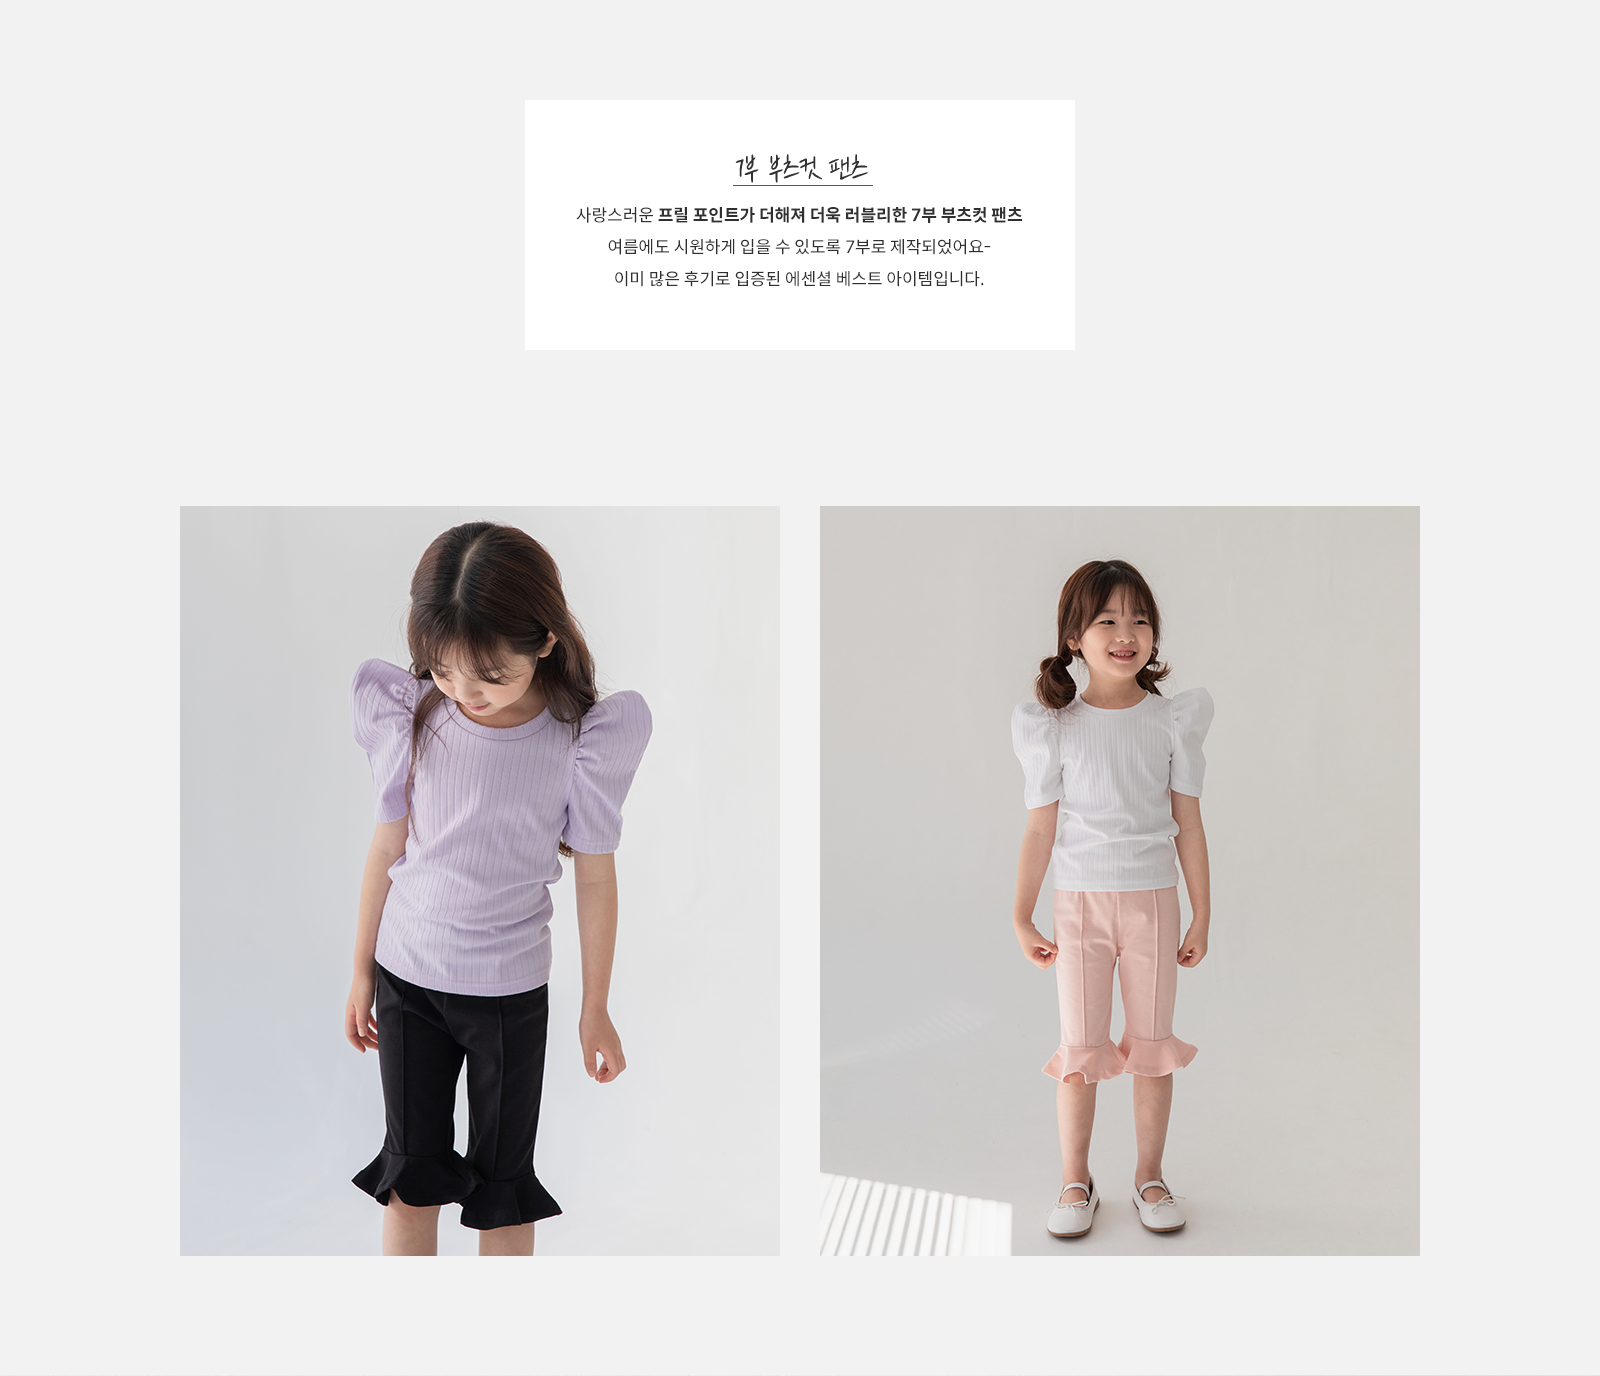 7부 부츠컷 팬츠
사랑스러운 프릴 포인트가 더해져 더욱 러블리한 7부 부츠컷 팬츠
여름에도 시원하게 입을 수 있도록 7부로 제작되었어요-
이미 많은 후기로 입증된 에센셜 베스트 아이템입니다.